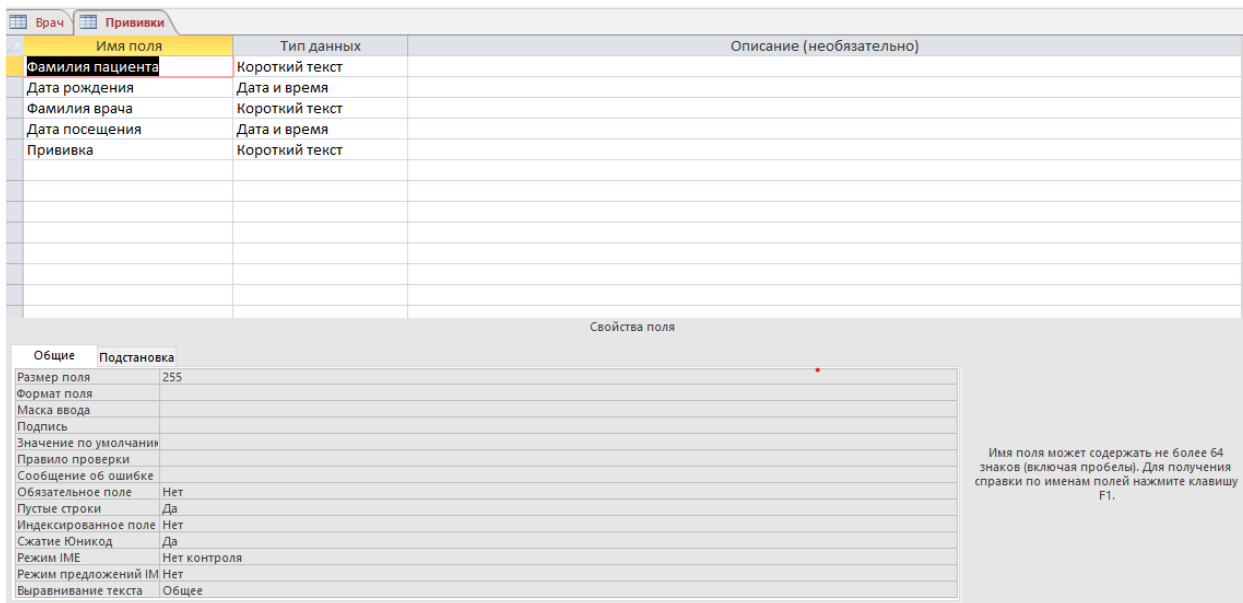 Врач Прививки
Имя поля Тип данных Описание (необязательно)
Фамилия пациента Короткий текст
Дата рождения Дата и время
Фамилия врача Короткий текст
Дата посещения Дата и время
Прививка Короткий текст
Свойства поля
Общие Подстановка
Размер поля 255
Формат поля
Маска ввода
Подпись
Значение по умолчани
Правило проверки
Сообщение об ошибке
Обязательное поле Нет
Пустые строки Да
Индексированное поле Нет
Сжатие Юникод Да
Режим IME Нет контроля
Режим предложений IM Нет
Выравнивание текста Общее
Имя поля может содержать не более 64
знаков (включая пробелы). Для получения
справки по именам полей нажмите клавишу
F1.